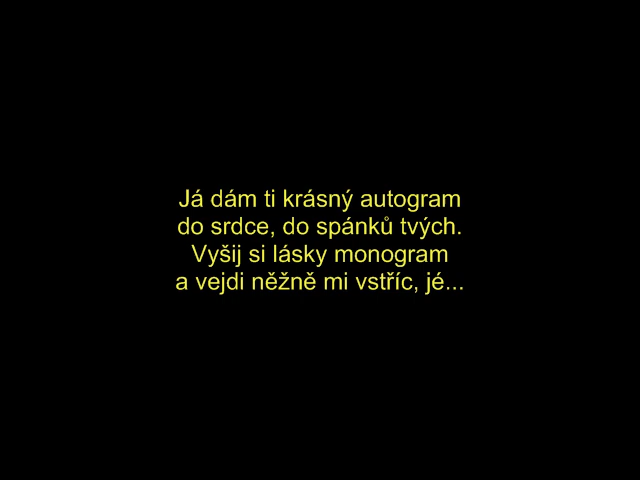 Já dám ti krásný autogram
do srdce, do spánků tvých.
Vyšij si lásky monogram
a vejdi něžně mi vstříc, jé...